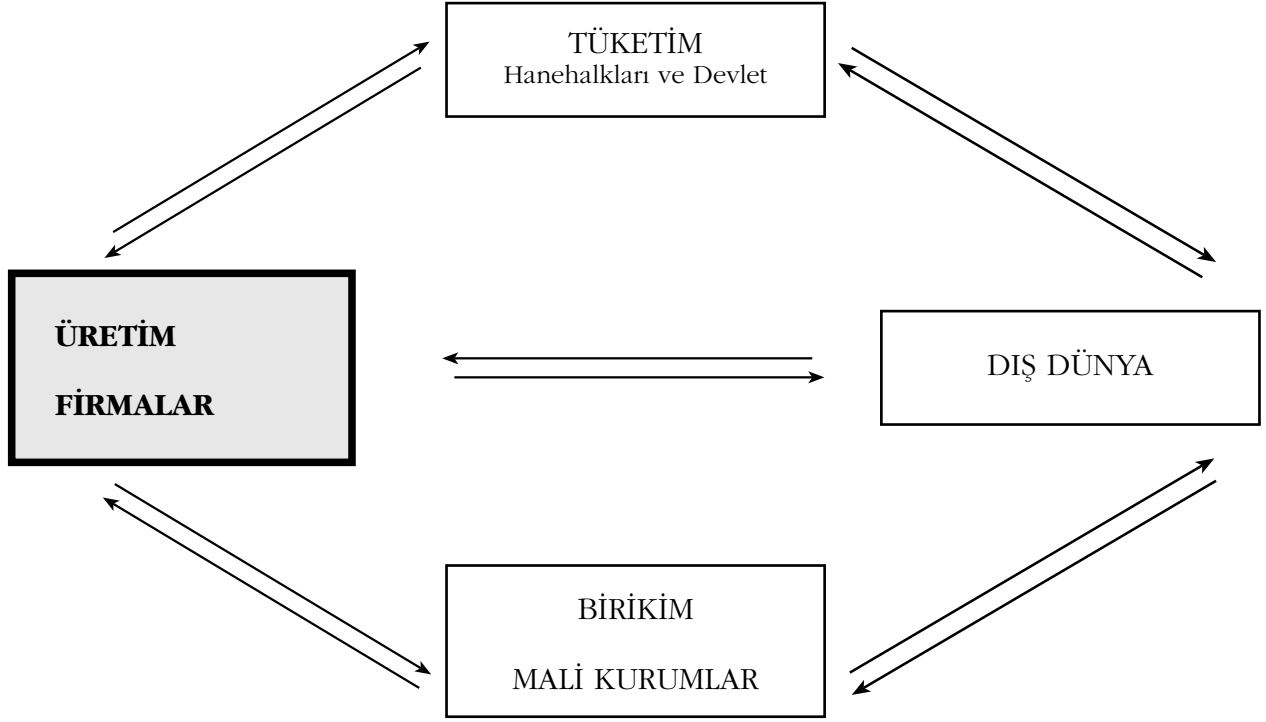 TÜKETİM
Hanehalkları ve Devlet
ÜRETİM
FİRMALAR
DIŞ DÜNYA
BİRİKİM
MALİ KURUMLAR